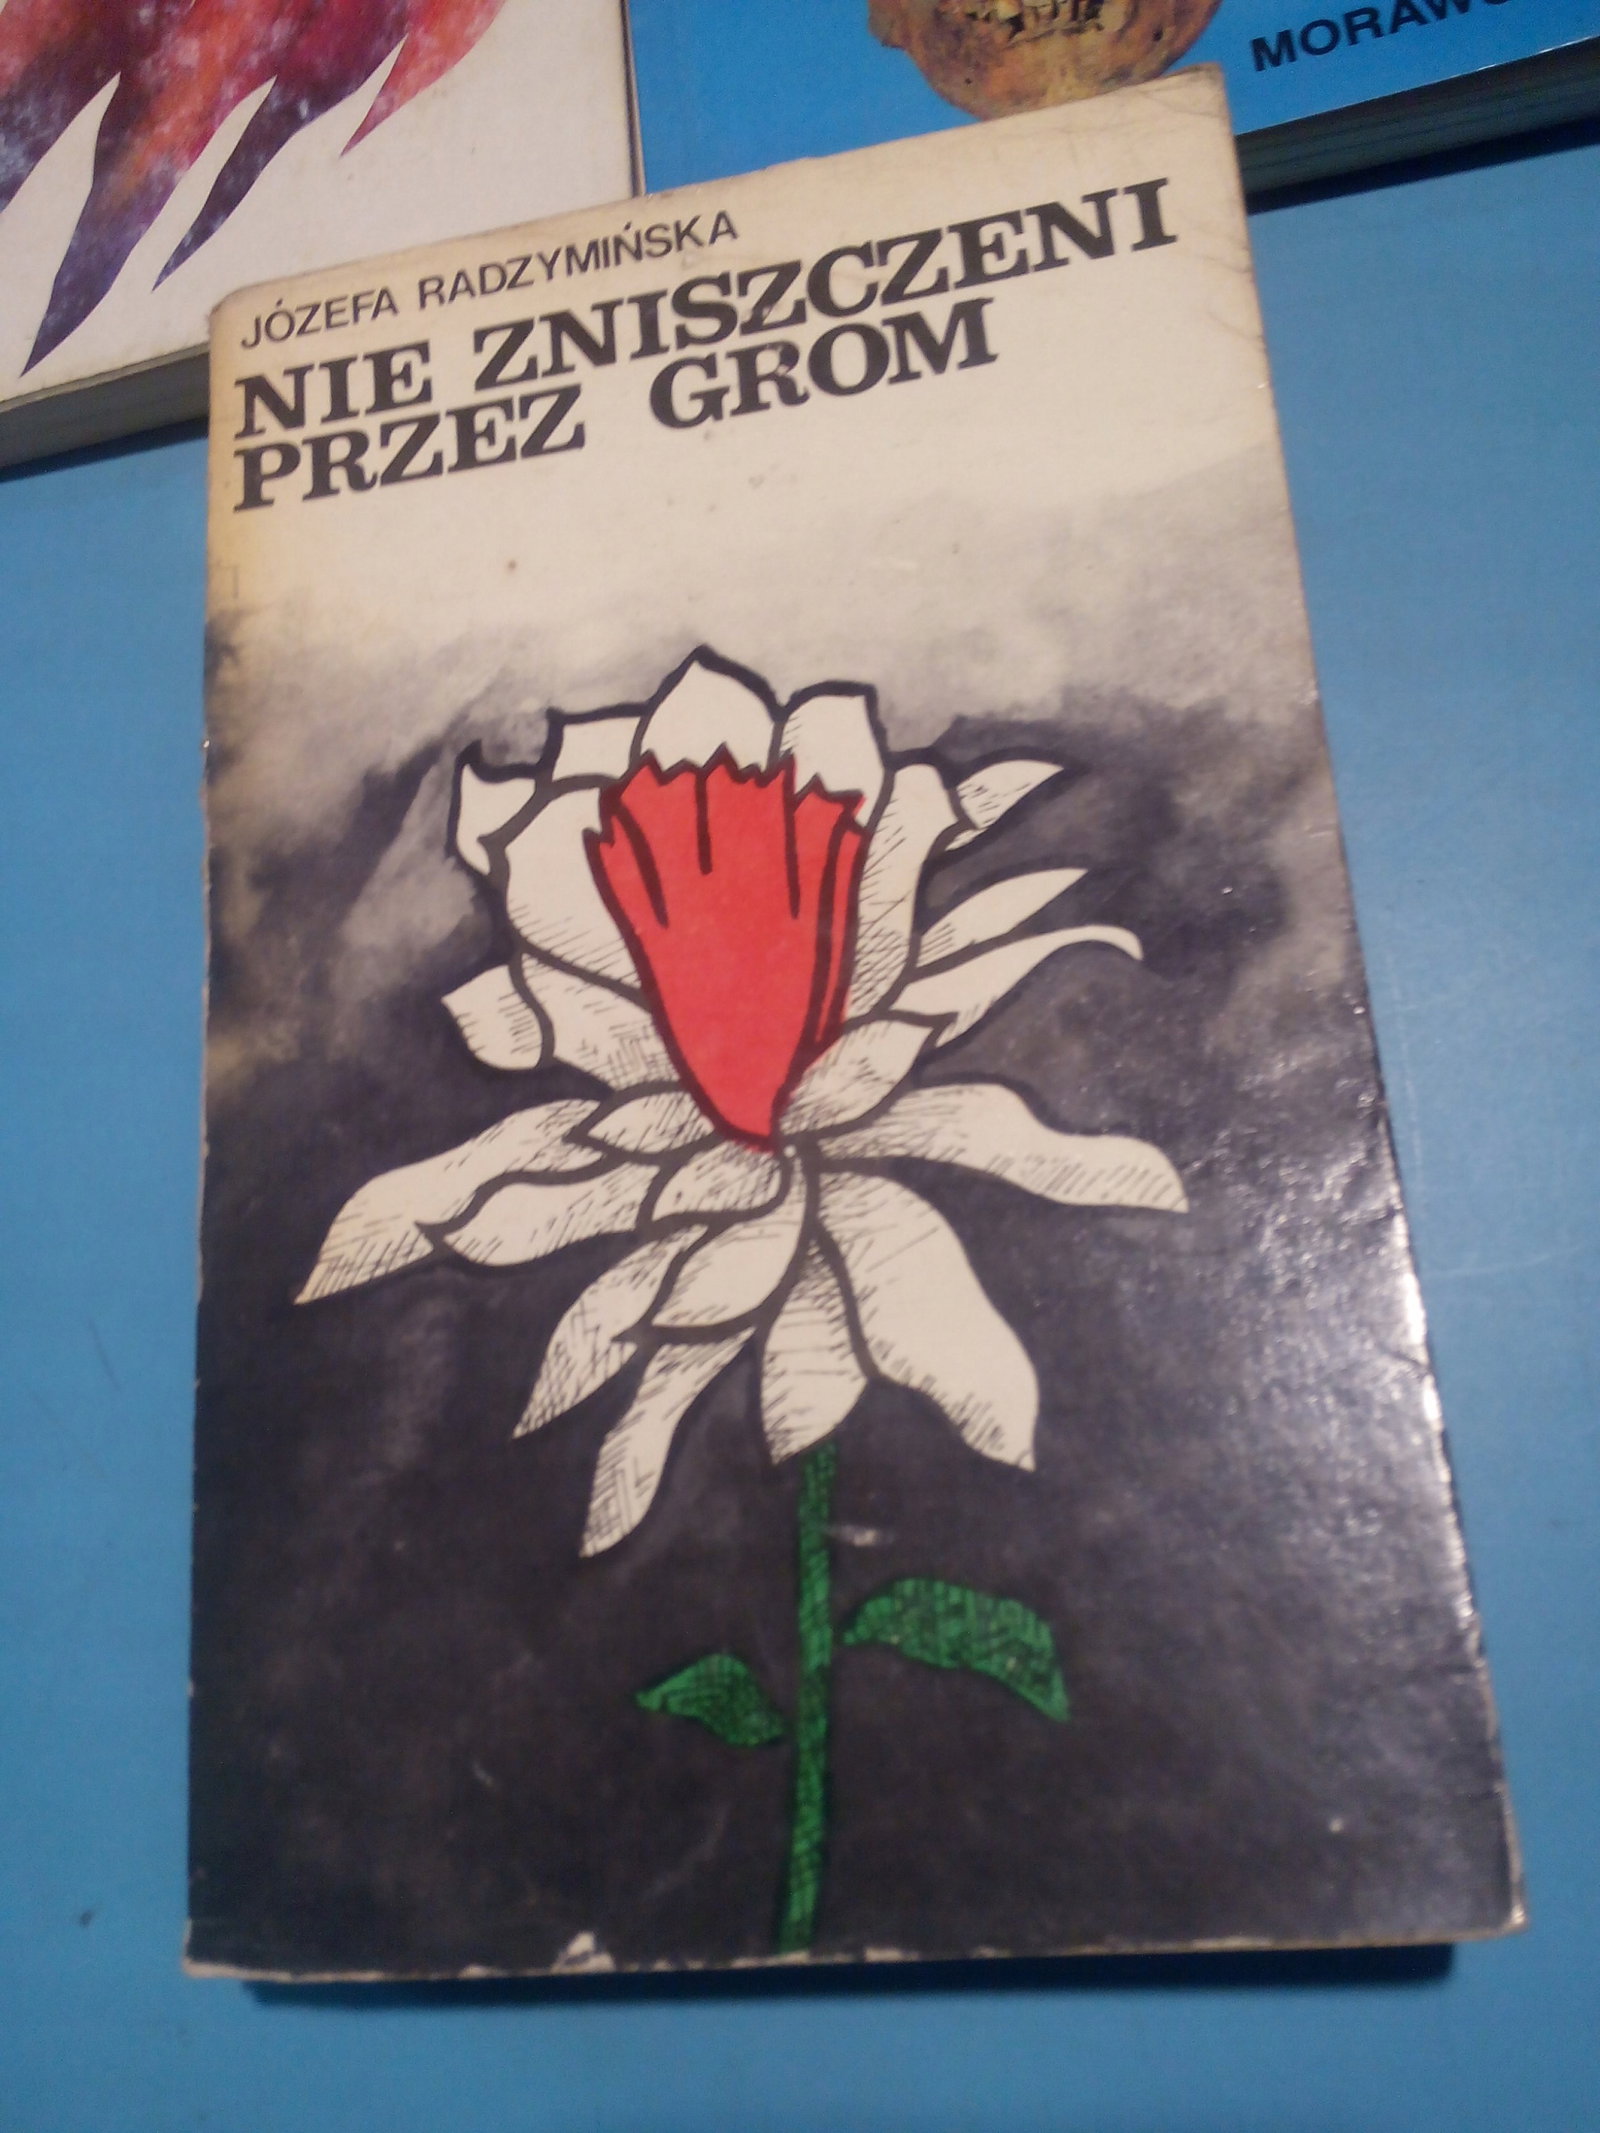 MORAW
JÓZEFA RADZYMIŃSKA
NIE ZNISZCZENI
PRZEZ GROM